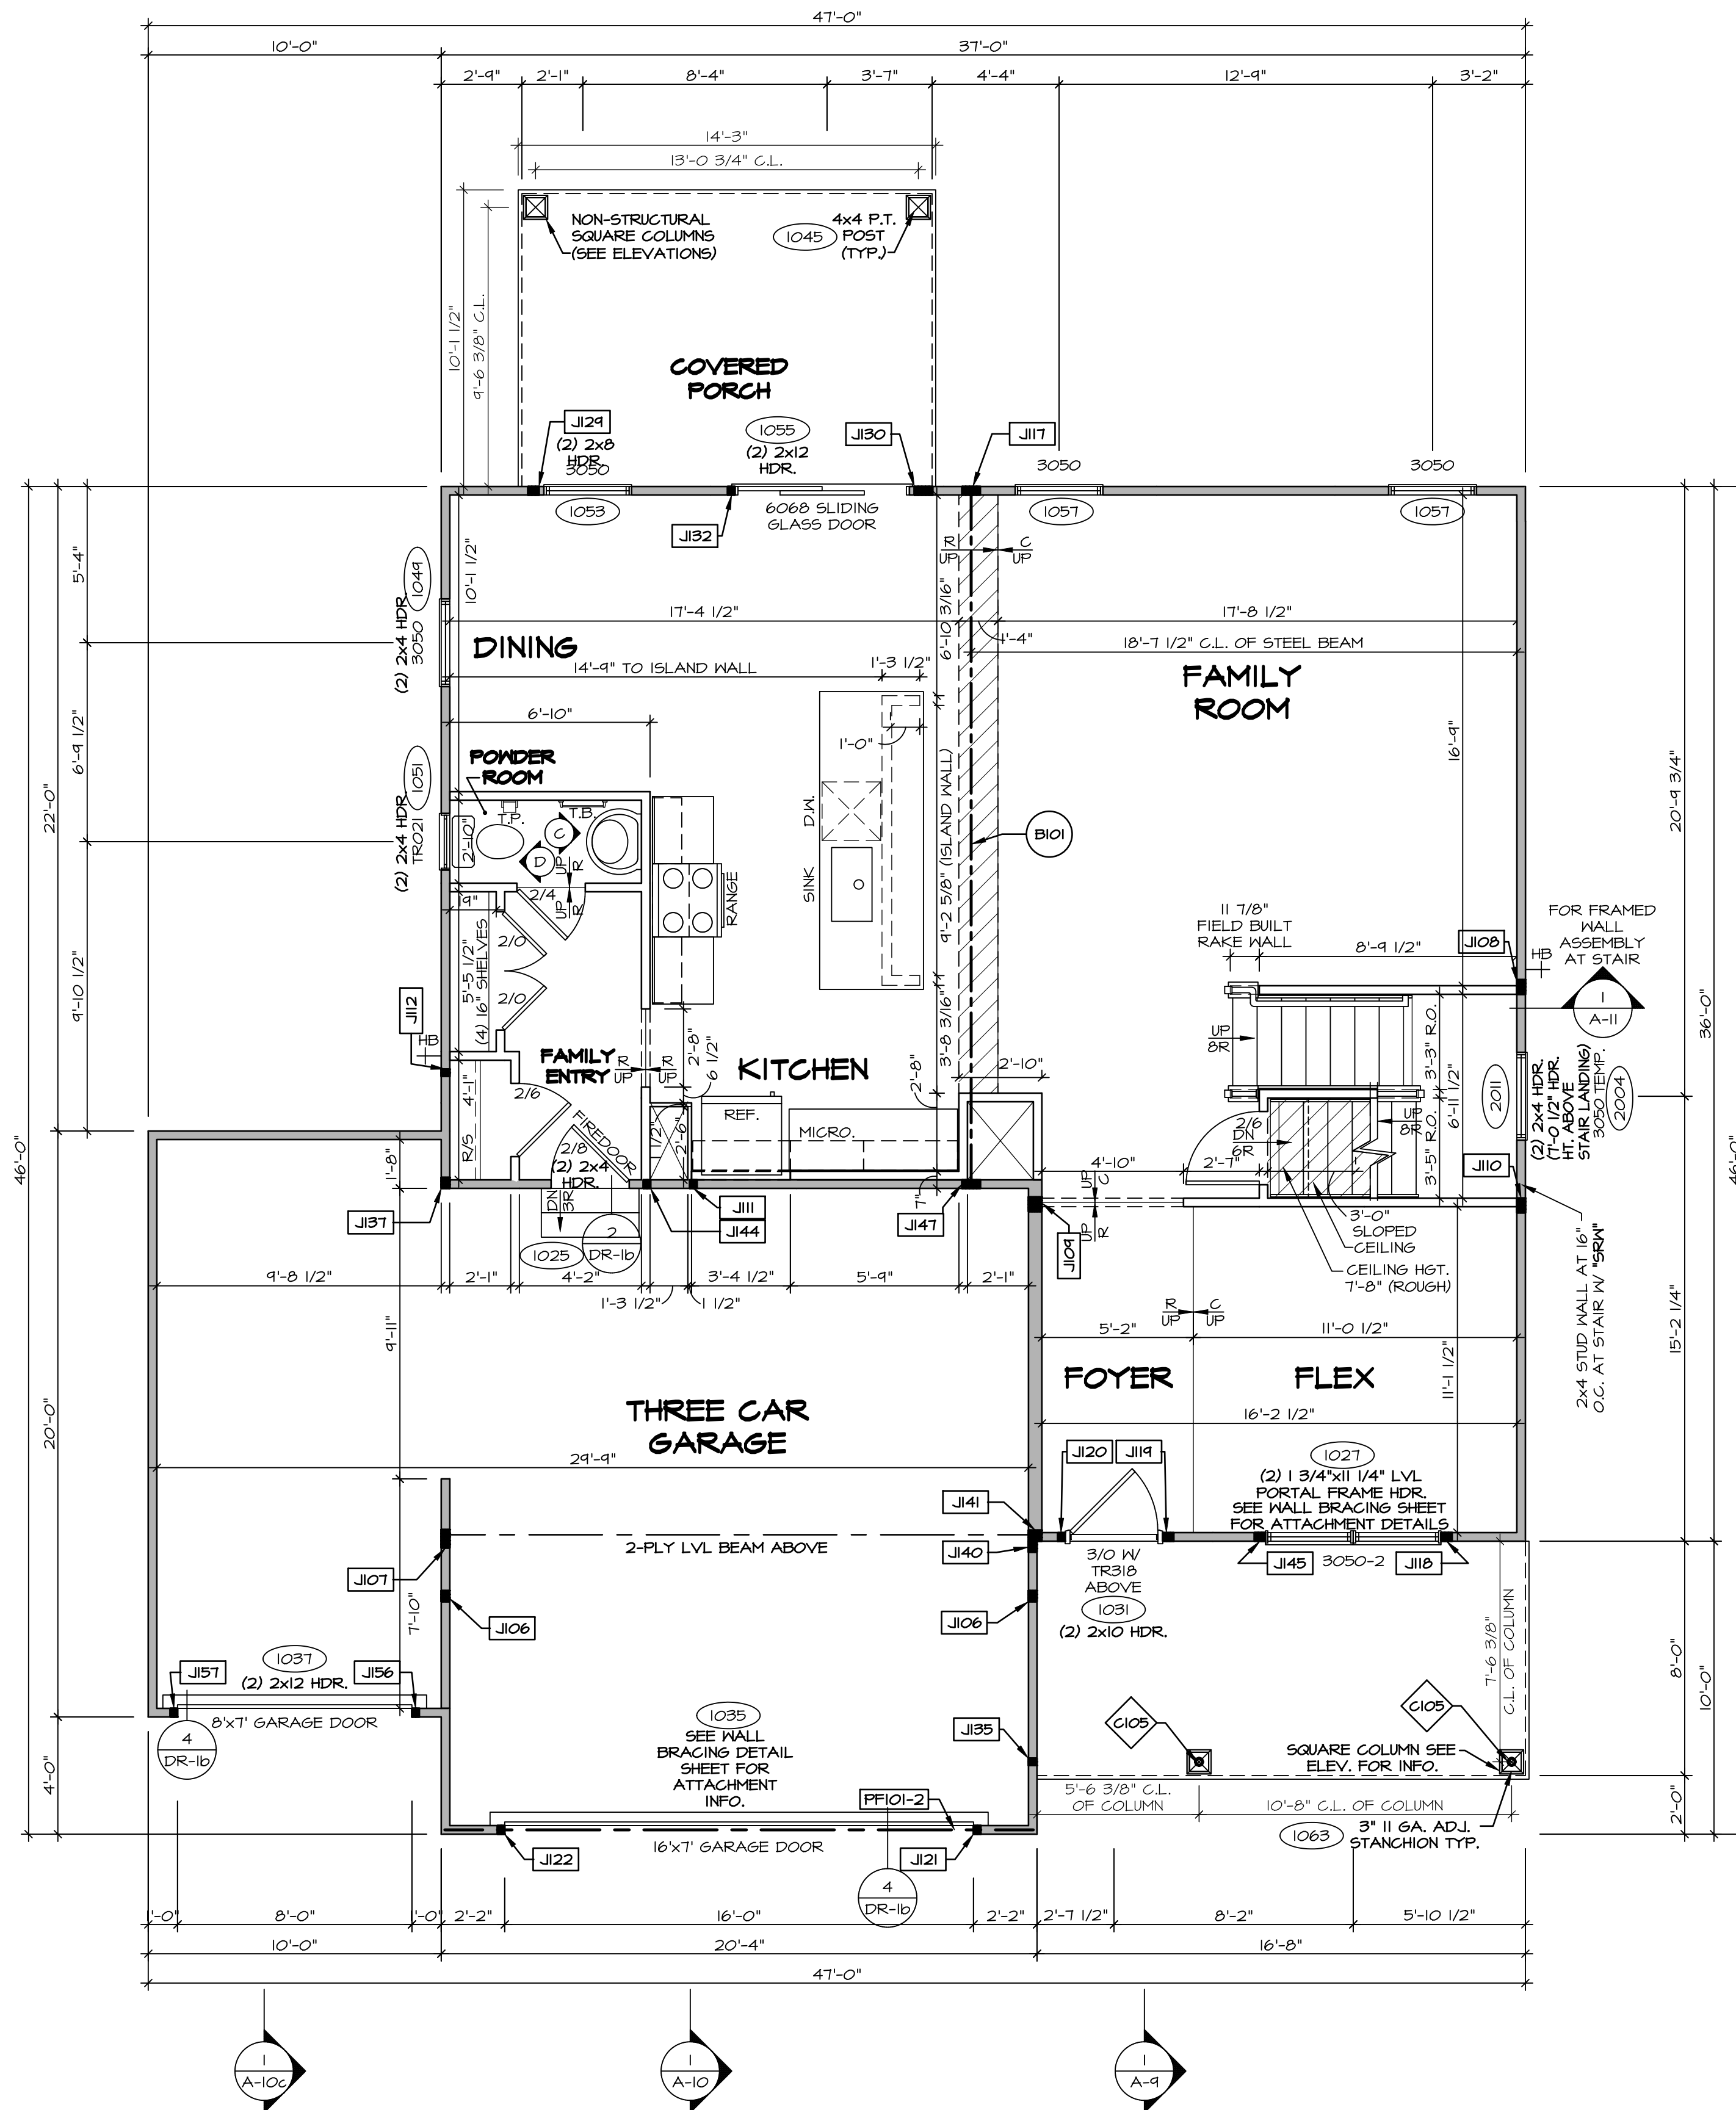 47'-0"
10'-0"
37'-0"
2'-9"
2'-1"
8'-4"
3'-7"
4'-4"
12'-9"
3'-2"
14'-3"
13'-0 3/4" C.L.
NON-STRUCTURAL
SQUARE COLUMNS
(SEE ELEVATIONS)
1045
4x4 P.T.
POST
(TYP.)
10'-1 1/2"
9'-6 3/8" C.L.
COVERED
PORCH
J129
(2) 2x8
HDR.
3050
1055
(2) 2x12
HDR.
J130
J117
3050
3050
1053
J132
6068 SLIDING
GLASS DOOR
1057
1057
R
UP
C
UP
5'-4"
6'-9 1/2"
9'-10 1/2"
22'-0"
46'-0"
20'-0"
4'-0"
1049
(2) 2x4 HDR.
3050
1051
(2) 2x4 HDR.
TR021
10'-1 1/2"
17'-4 1/2"
6'-10 3/16"
1'-4"
17'-8 1/2"
18'-7 1/2" C.L. OF STEEL BEAM
DINING
14'-9" TO ISLAND WALL
1'-3 1/2"
FAMILY
ROOM
6'-10"
1'-0"
9'-2 5/8" (ISLAND WALL)
16'-9"
POWDER
ROOM
T.P.
T.B.
C
D
2'-10"
UP
R
UP
R
2/4
19"
D.W.
SINK
RANGE
B101
20'-9 3/4"
36'-0"
46'-0"
5'-5 1/2"
(4) 16" SHELVES
2/0
2/0
J112
HB
11 7/8"
FIELD BUILT
RAKE WALL
8'-9 1/2"
J108
HB
FOR FRAMED
WALL
ASSEMBLY
AT STAIR
1
A-11
FAMILY
ENTRY
R
UP
R
UP
2'-8"
6 1/2"
KITCHEN
2'-8"
3'-8 3/16"
2'-10"
UP
8R
3'-3" R.O.
6'-11 1/2"
3'-5" R.O.
2011
(2) 2x4 HDR.
(7'-0 1/2" HDR.
HT. ABOVE
STAIR LANDING)
3050 TEMP.
2004
4'-1"
R/S
2/6
FIREDOOR
2/8
(2) 2x4
HDR.
1/2"
2'-6"
REF.
MICRO.
7"
UP
8R
2/6
DN
6R
4'-10"
2'-7"
J110
1'-8"
J137
DN
3R
1025
2
DR-1b
J111
J144
J147
J109
UP
C
UP
R
3'-0"
SLOPED
CEILING
CEILING HGT.
7'-8" (ROUGH)
2x4 STUD WALL AT 16"
O.C. AT STAIR W/ "SRW"
15'-2 1/4"
9'-8 1/2"
2'-1"
4'-2"
1'-3 1/2"
1 1/2"
3'-4 1/2"
5'-9"
2'-1"
R
UP
C
UP
9'-11"
5'-2"
11'-0 1/2"
11'-1 1/2"
FOYER
FLEX
16'-2 1/2"
THREE CAR
GARAGE
29'-9"
J120
J119
1027
(2) 1 3/4"x11 1/4" LVL
PORTAL FRAME HDR.
SEE WALL BRACING SHEET
FOR ATTACHMENT DETAILS
J141
2-PLY LVL BEAM ABOVE
J140
J107
7'-10"
J106
J106
3/0 W/
TR318
ABOVE
1031
(2) 2x10 HDR.
J145
3050-2
J118
7'-6 3/8"
C.L. OF COLUMN
8'-0"
10'-0"
2'-0"
J157
1037
J156
(2) 2x12 HDR.
8'x7' GARAGE DOOR
4
DR-1b
1035
SEE WALL
BRACING DETAIL
SHEET FOR
ATTACHMENT
INFO.
J135
C105
C105
SQUARE COLUMN SEE
ELEV. FOR INFO.
PF101-2
5'-6 3/8" C.L.
OF COLUMN
10'-8" C.L. OF COLUMN
1063
3" 11 GA. ADJ.
STANCHION TYP.
J122
16'x7' GARAGE DOOR
J121
4
DR-1b
1'-0"
8'-0"
1'-0"
2'-2"
16'-0"
2'-2"
2'-7 1/2"
8'-2"
5'-10 1/2"
10'-0"
20'-4"
16'-8"
47'-0"
1
A-10c
1
A-10
1
A-9